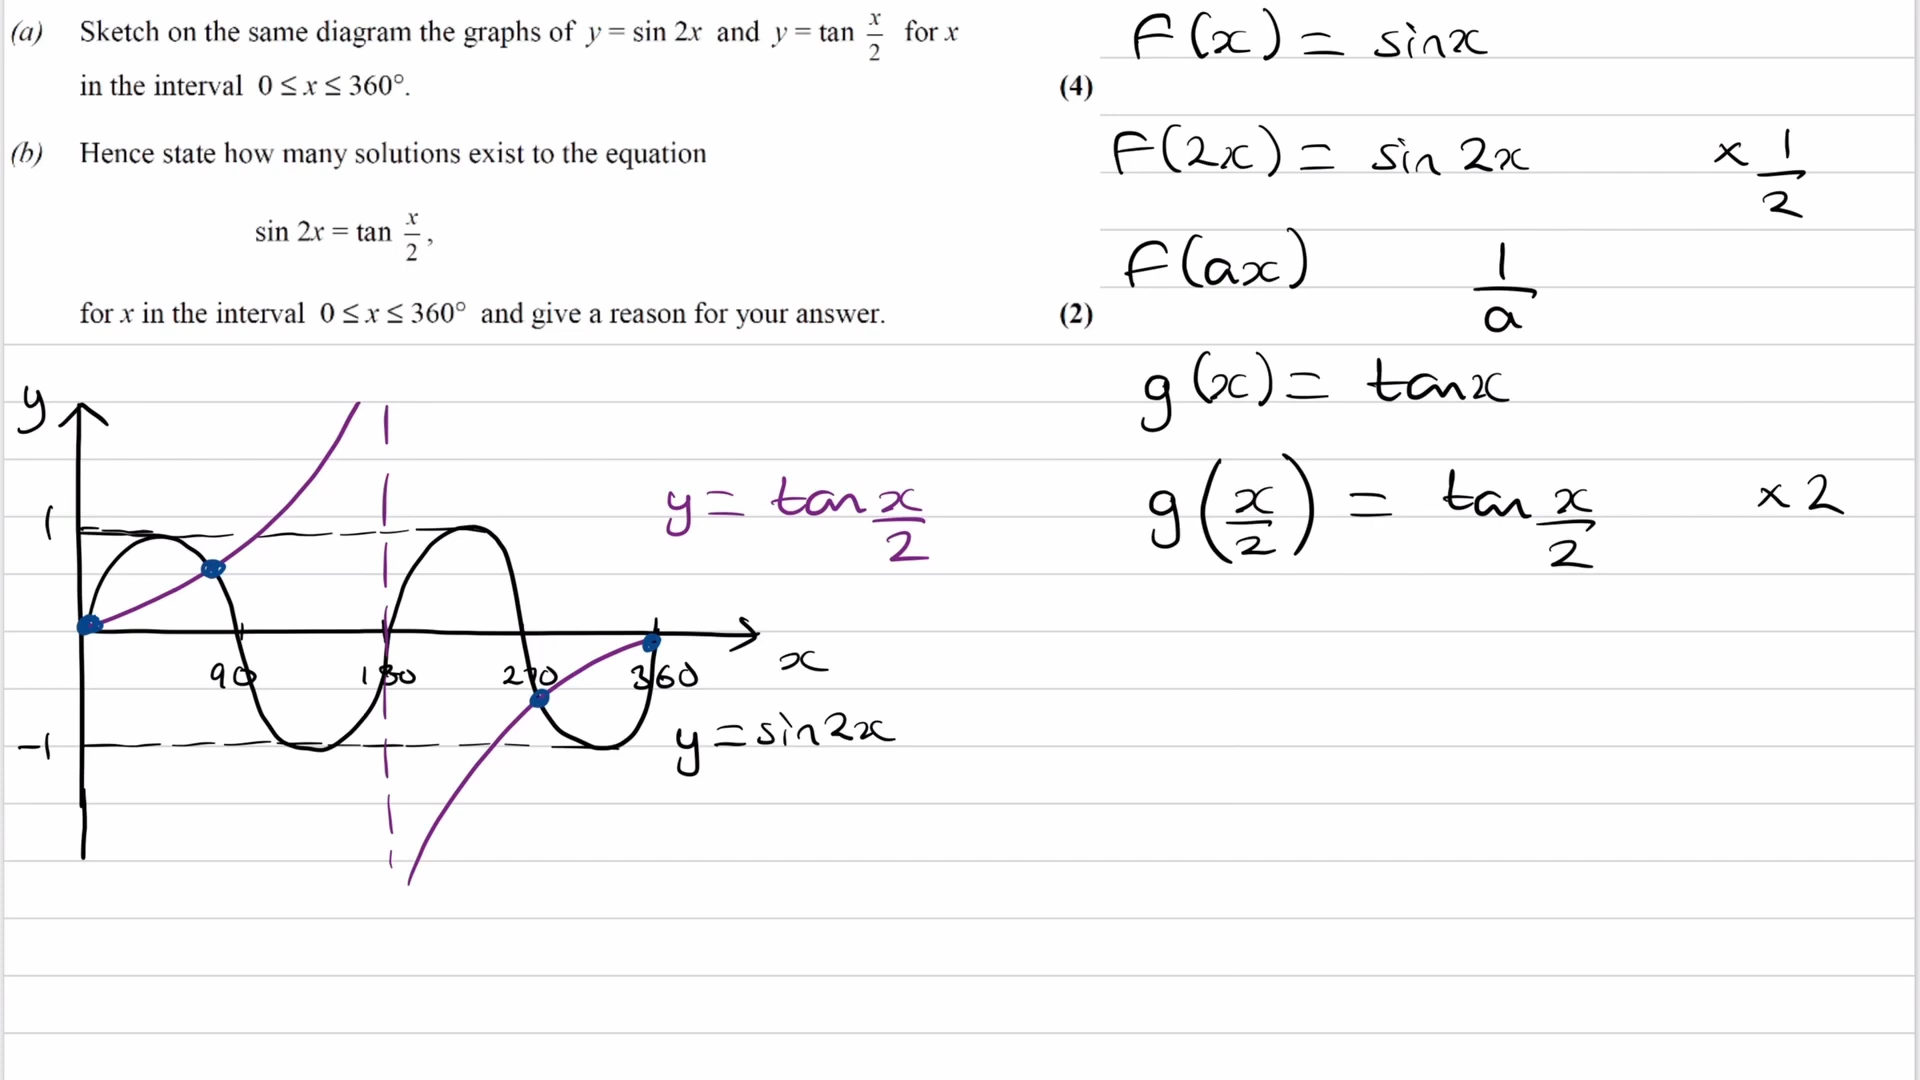 (a) Sketch on the same diagram the graphs of y = sin 2x and y = tan x/2 for x
in the interval 0 ≤ x ≤ 360°. (4)
(b) Hence state how many solutions exist to the equation
sin 2x = tan x/2,
for x in the interval 0 ≤ x ≤ 360° and give a reason for your answer. (2)
y
1
-1
90 180 270 360
x
y = tan x/2
y = sin 2x
F(x) = sinx
F(2x) = sin 2x × 1/2
F(ax) 1/a
g(x) = tanx
g(x/2) = tan x/2 × 2